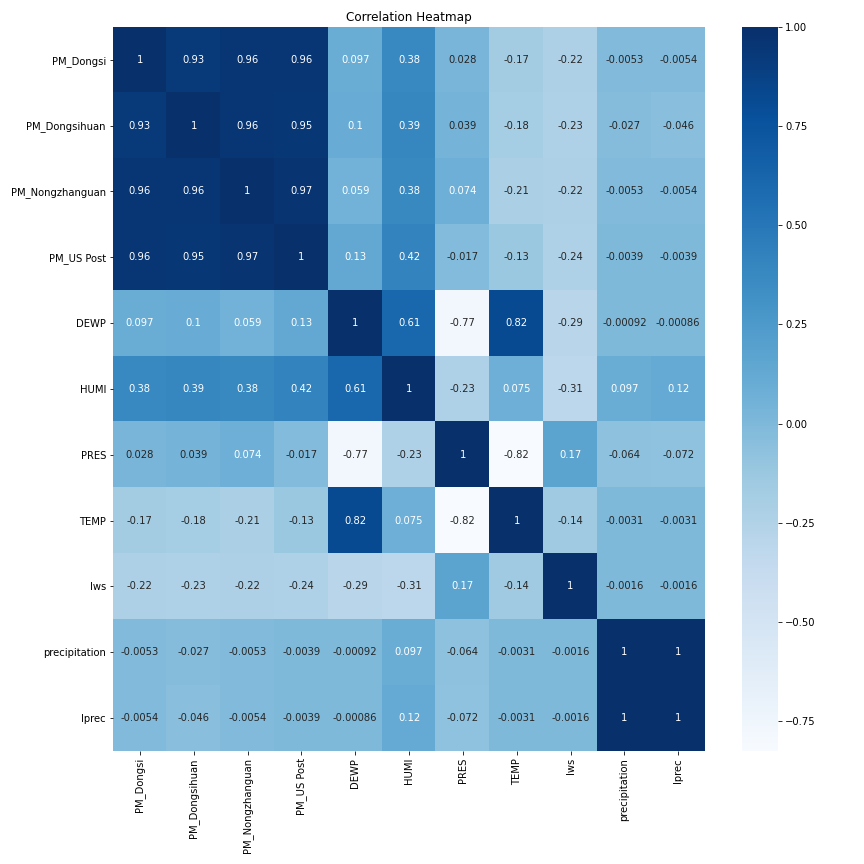 Correlation Heatmap
PM_Dongsi 1 0.93 0.96 0.96 0.097 0.38 0.028 -0.17 -0.22 -0.0053 -0.0054
PM_Dongsihuan 0.93 1 0.96 0.95 0.1 0.39 0.039 -0.18 -0.23 -0.027 -0.046
PM_Nongzhanguan 0.96 0.96 1 0.97 0.059 0.38 0.074 -0.21 -0.22 -0.0053 -0.0054
PM_US Post 0.96 0.95 0.97 1 0.13 0.42 -0.017 -0.13 -0.24 -0.0039 -0.0039
DEWP 0.097 0.1 0.059 0.13 1 0.61 -0.77 0.82 -0.29 -0.00092 -0.00086
HUMI 0.38 0.39 0.38 0.42 0.61 1 -0.23 0.075 -0.31 0.097 0.12
PRES 0.028 0.039 0.074 -0.017 -0.77 -0.23 1 -0.82 0.17 -0.064 -0.072
TEMP -0.17 -0.18 -0.21 -0.13 0.82 0.075 -0.82 1 -0.14 -0.0031 -0.0031
Iws -0.22 -0.23 -0.22 -0.24 -0.29 -0.31 0.17 -0.14 1 -0.0016 -0.0016
precipitation -0.0053 -0.027 -0.0053 -0.0039 -0.00092 0.097 -0.064 -0.0031 -0.0016 1 1
Iprec -0.0054 -0.046 -0.0054 -0.0039 -0.00086 0.12 -0.072 -0.0031 -0.0016 1 1
PM_Dongsi
PM_Dongsihuan
PM_Nongzhanguan
PM_US Post
DEWP
HUMI
PRES
TEMP
Iws
precipitation
Iprec
1.00
0.75
0.50
0.25
0.00
−0.25
−0.50
−0.75